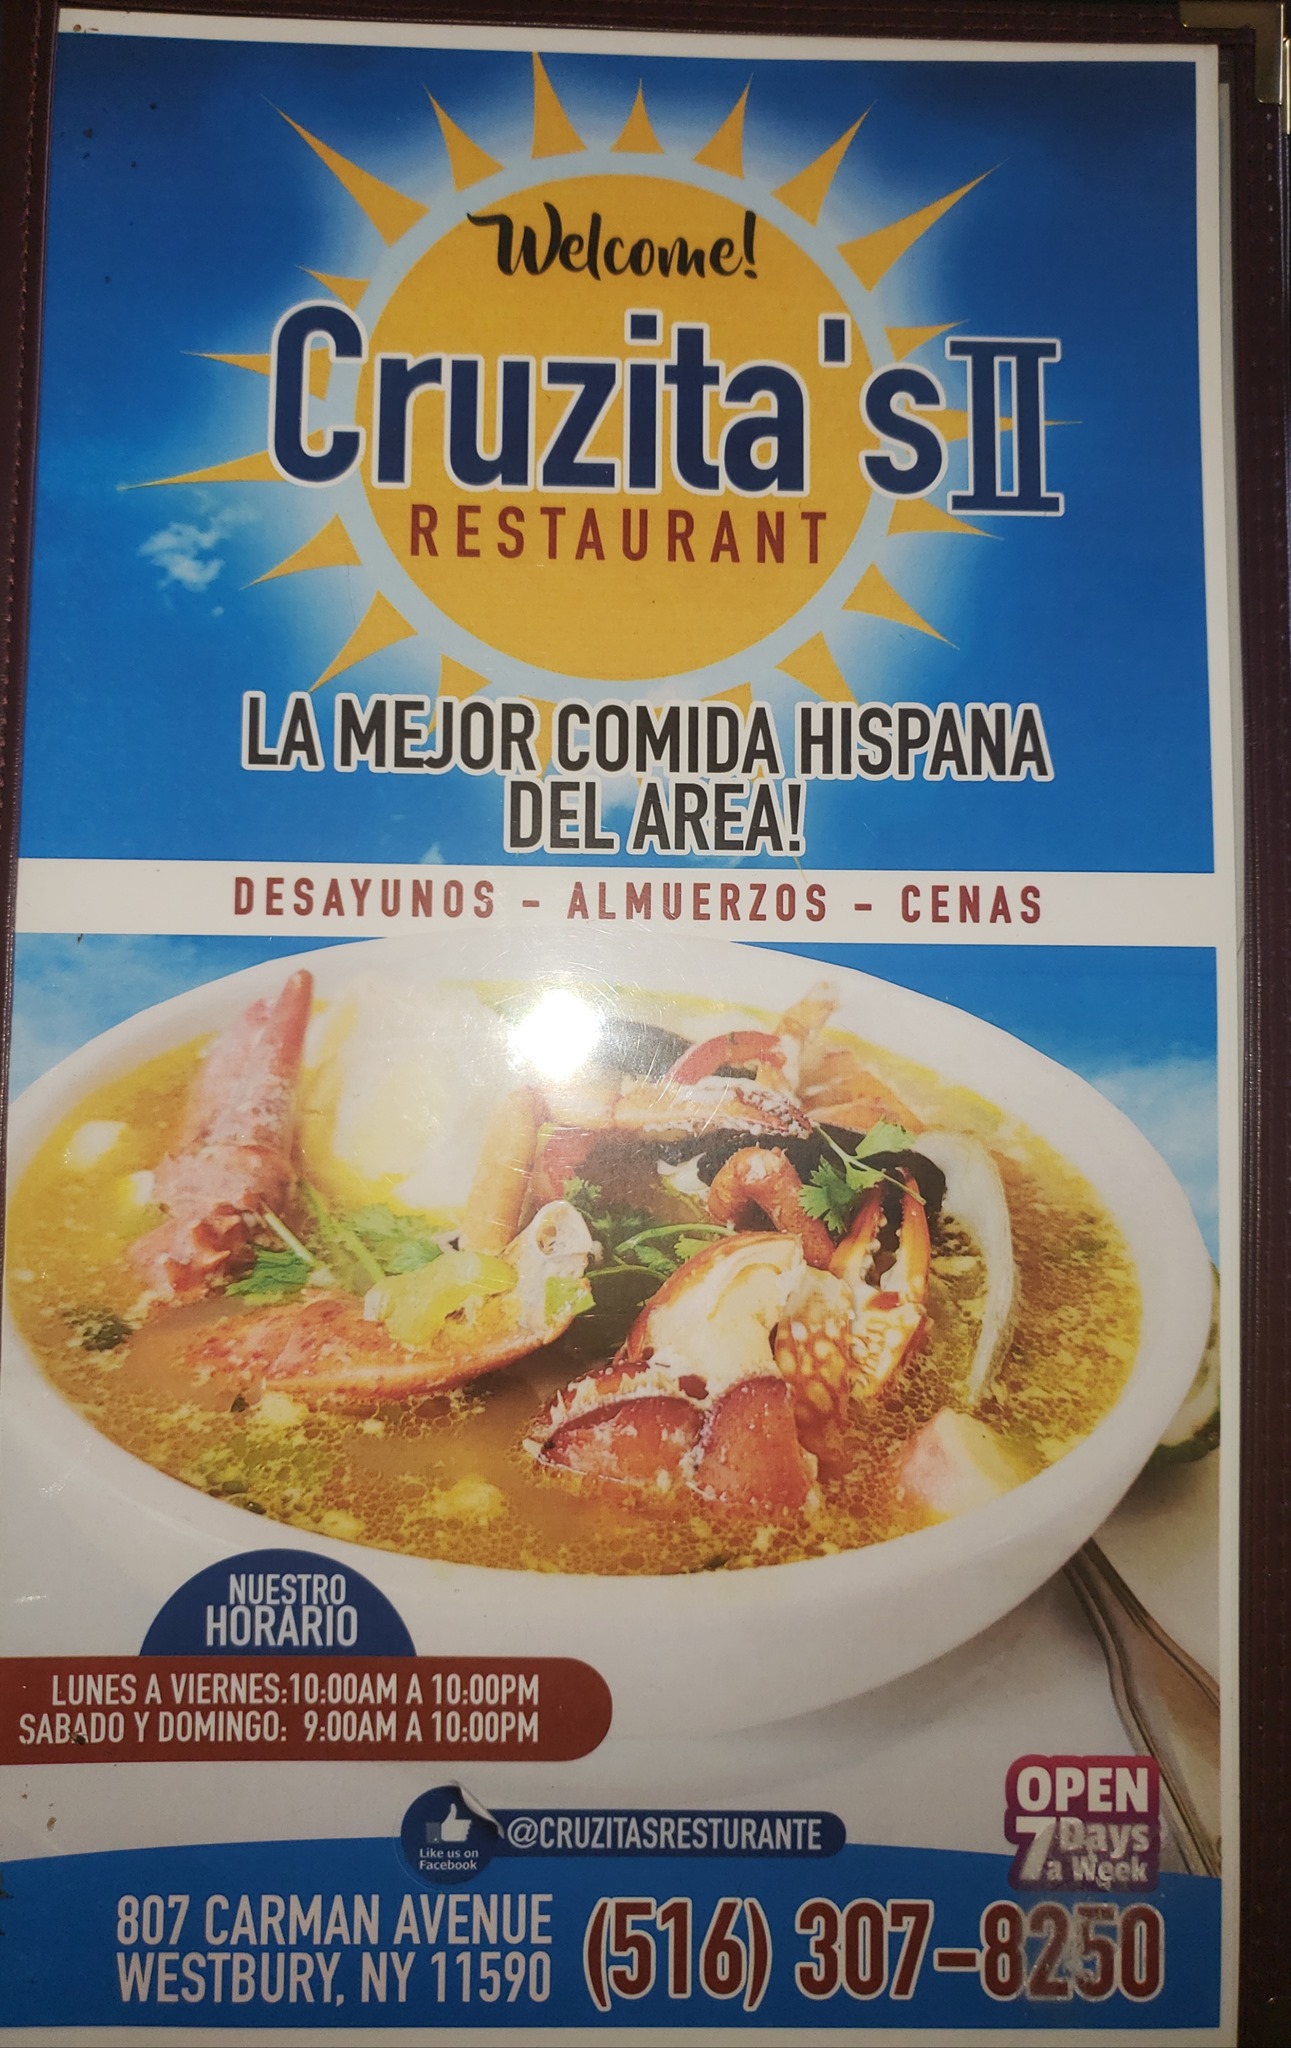 Welcome!
Cruzita's II
RESTAURANT
LA MEJOR COMIDA HISPANA
DEL AREA!
DESAYUNOS - ALMUERZOS - CENAS
NUESTRO
HORARIO
LUNES A VIERNES:10:00AM A 10:00PM
SABADO Y DOMINGO: 9:00AM A 10:00PM
OPEN
7 Days
a Week
Like us on
Facebook
@CRUZITASRESTURANTE
807 CARMAN AVENUE
WESTBURY, NY 11590
(516) 307-8250